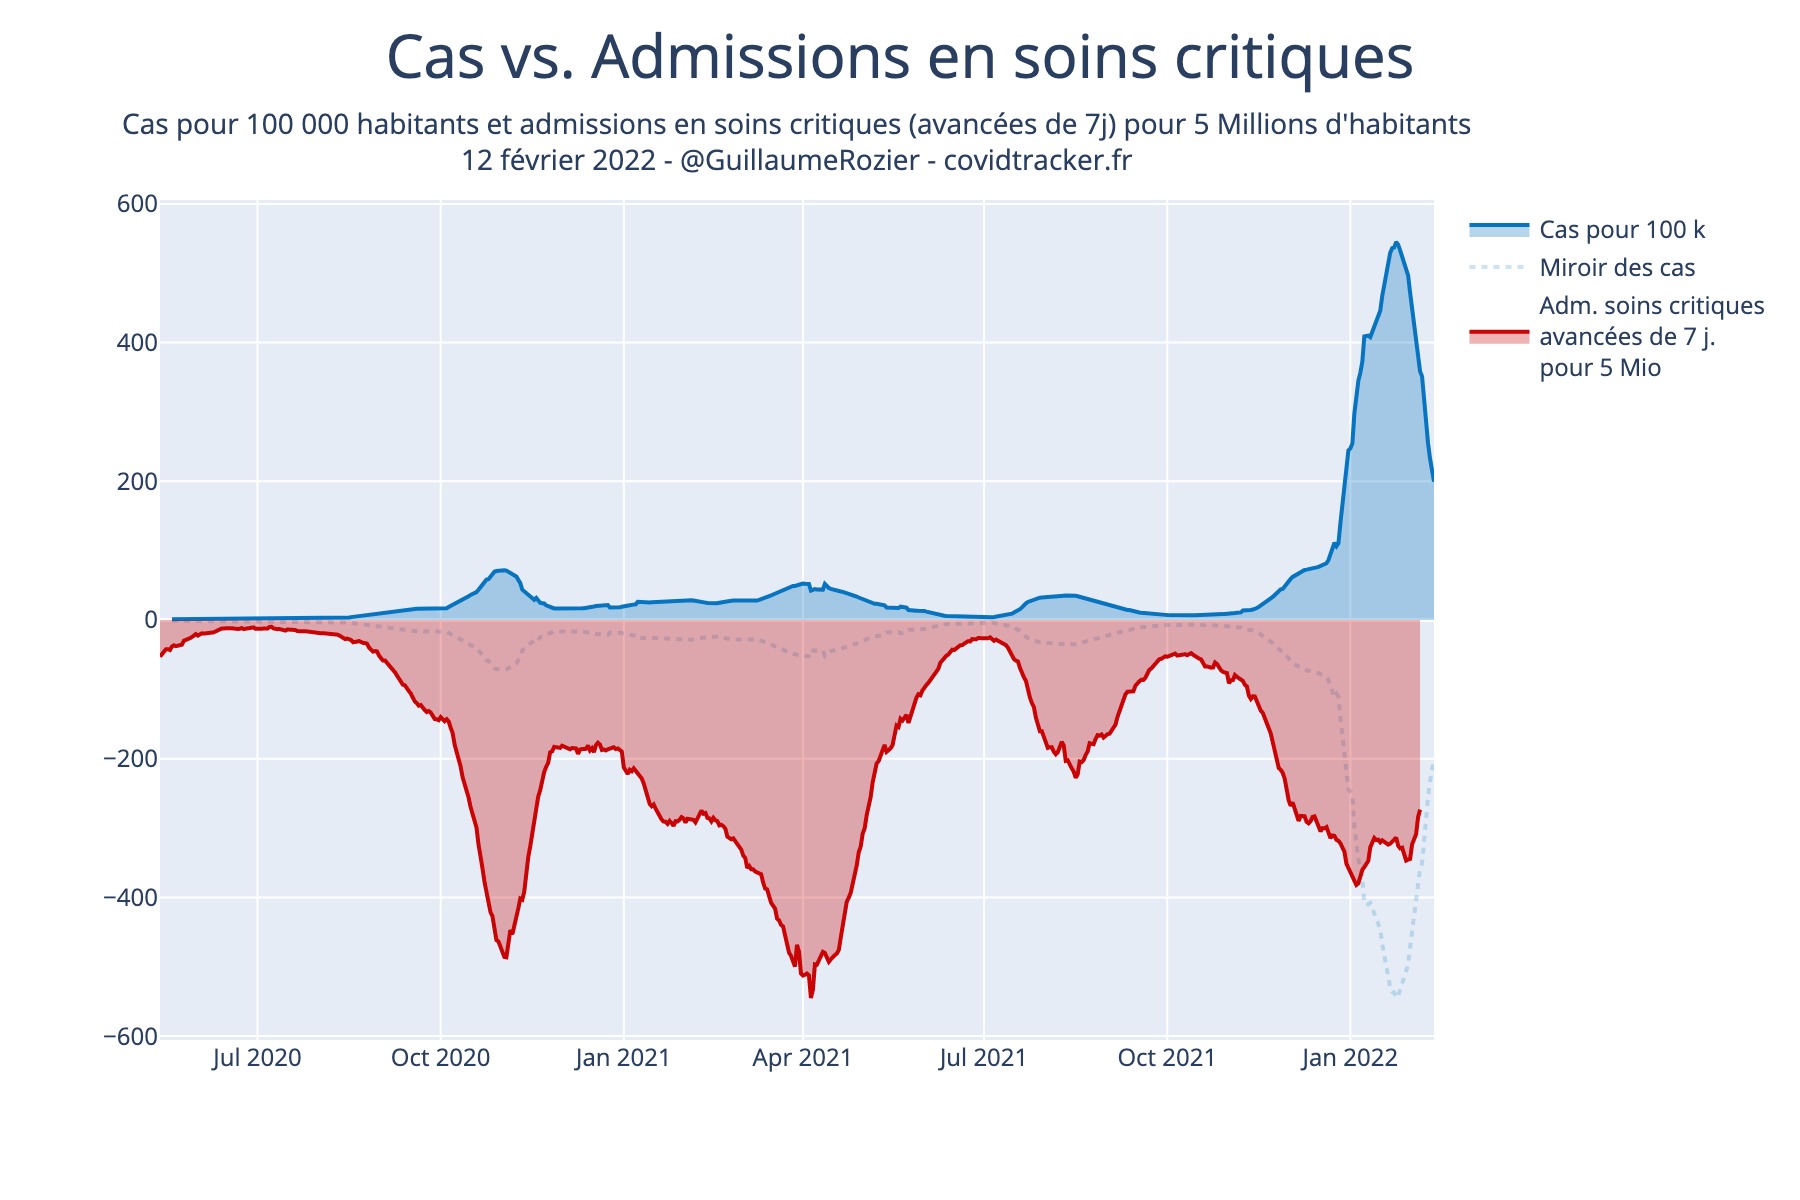 Cas vs. Admissions en soins critiques
Cas pour 100 000 habitants et admissions en soins critiques (avancées de 7j) pour 5 Millions d'habitants
12 février 2022 - @GuillaumeRozier - covidtracker.fr
600
400
200
0
−200
−400
−600
Jul 2020
Oct 2020
Jan 2021
Apr 2021
Jul 2021
Oct 2021
Jan 2022
Cas pour 100 k
Miroir des cas
Adm. soins critiques
avancées de 7 j.
pour 5 Mio